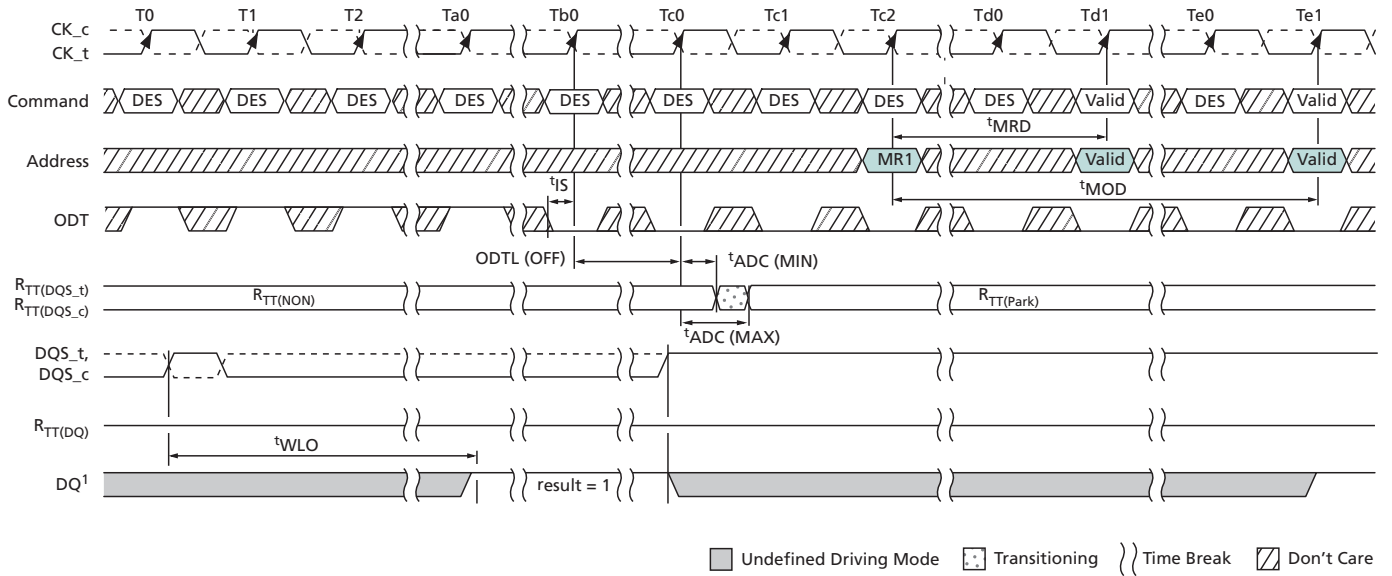 T0 T1 T2 Ta0 Tb0 Tc0 Tc1 Tc2 Td0 Td1 Te0 Te1
CK_c
CK_t
Command DES DES DES DES DES DES DES DES DES Valid DES Valid
tMRD
Address MR1 Valid Valid
tIS tMOD
ODT
ODTL (OFF) tADC (MIN)
RTT(DQS_t)
RTT(DQS_c) RTT(NON) RTT(Park)
tADC (MAX)
DQS_t,
DQS_c
RTT(DQ)
tWLO
DQ1 result = 1
Undefined Driving Mode Transitioning Time Break Don't Care